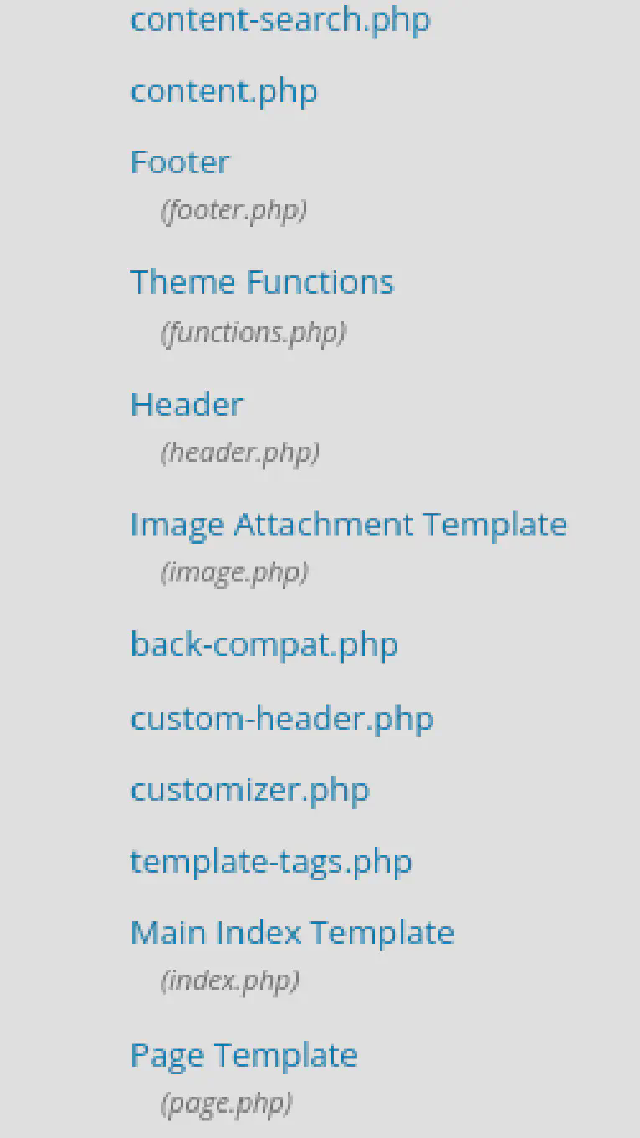 content-search.php
content.php
Footer
(footer.php)
Theme Functions
(functions.php)
Header
(header.php)
Image Attachment Template
(image.php)
back-compat.php
custom-header.php
customizer.php
template-tags.php
Main Index Template
(index.php)
Page Template
(page.php)